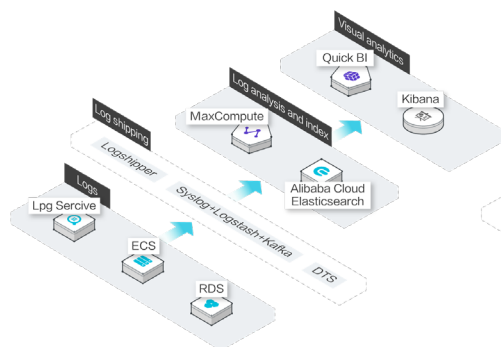 Visual analytics
Quick BI
Kibana
Log analysis and index
MaxCompute
Alibaba Cloud
Elasticsearch
Log shipping
Logshipper
Syslog+Logstash+Kafka
DTS
Logs
Lpg Sercive
ECS
RDS